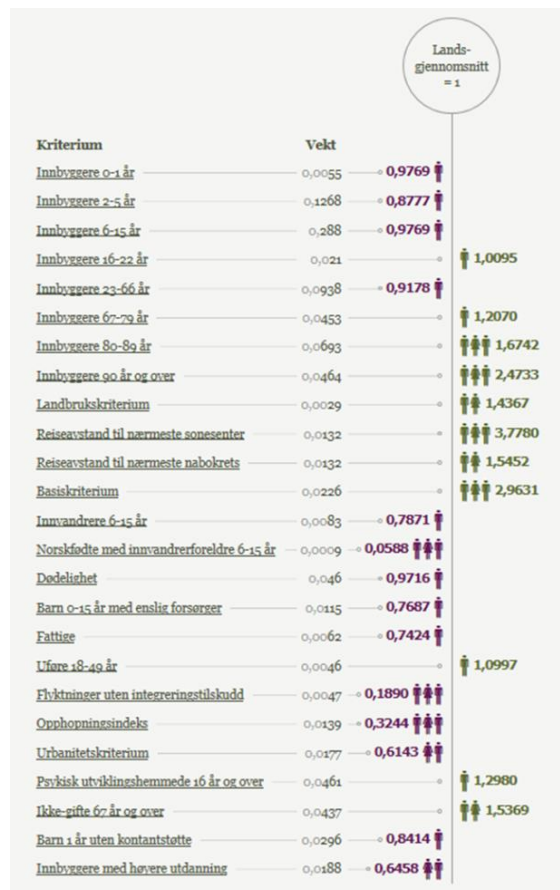 Lands-
gjennomsnitt
= 1
Kriterium Vekt
Innbyggere 0-1 år 0,0055 0,9769
Innbyggere 2-5 år 0,1268 0,8777
Innbyggere 6-15 år 0,288 0,9769
Innbyggere 16-22 år 0,021 1,0095
Innbyggere 23-66 år 0,0938 0,9178
Innbyggere 67-79 år 0,0453 1,2070
Innbyggere 80-89 år 0,0693 1,6742
Innbyggere 90 år og over 0,0464 2,4733
Landbrukskriterium 0,0029 1,4367
Reiseavstand til nærmeste sonesenter 0,0132 3,7780
Reiseavstand til nærmeste nabokrets 0,0132 1,5452
Basiskriterium 0,0226 2,9631
Innvandrere 6-15 år 0,0083 0,7871
Norskfødte med innvandrerforeldre 6-15 år 0,0009 0,0588
Dødelighet 0,046 0,9716
Barn 0-15 år med enslig forsørger 0,0115 0,7687
Fattige 0,0062 0,7424
Uføre 18-49 år 0,0046 1,0997
Flyktninger uten integreringstilskudd 0,0047 0,1890
Opphopningsindeks 0,0139 0,3244
Urbanitetskriterium 0,0177 0,6143
Psykisk utviklingshemmede 16 år og over 0,0461 1,2980
Ikke-gifte 67 år og over 0,0437 1,5369
Barn 1 år uten kontantstøtte 0,0296 0,8414
Innbyggere med høyere utdanning 0,0188 0,6458